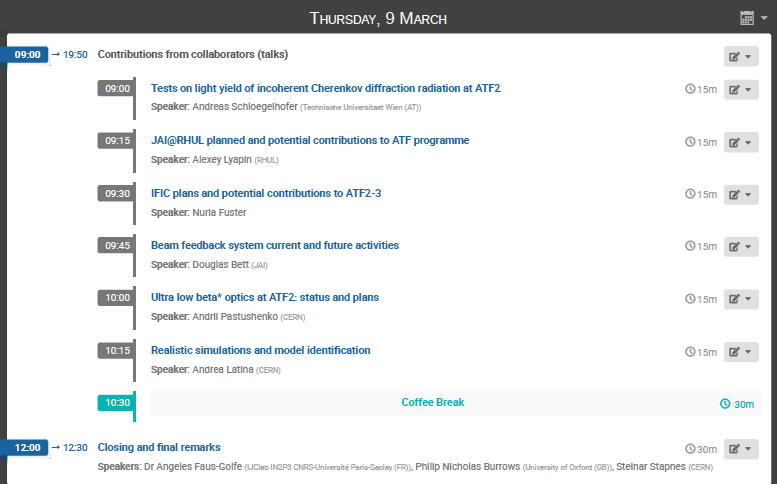 Thursday, 9 March
09:00 → 19:50 Contributions from collaborators (talks)
09:00 Tests on light yield of incoherent Cherenkov diffraction radiation at ATF2 15m
Speaker: Andreas Schloegelhofer (Technische Universitaet Wien (AT))
09:15 JAI@RHUL planned and potential contributions to ATF programme 15m
Speaker: Alexey Lyapin (RHUL)
09:30 IFIC plans and potential contributions to ATF2-3 15m
Speaker: Nuria Fuster
09:45 Beam feedback system current and future activities 15m
Speaker: Douglas Bett (JAI)
10:00 Ultra low beta* optics at ATF2: status and plans 15m
Speaker: Andrii Pastushenko (CERN)
10:15 Realistic simulations and model identification 15m
Speaker: Andrea Latina (CERN)
10:30 Coffee Break 30m
12:00 → 12:30 Closing and final remarks 30m
Speakers: Dr Angeles Faus-Golfe (IJClab IN2P3 CNRS-Université Paris-Saclay (FR)), Philip Nicholas Burrows (University of Oxford (GB)), Steinar Stapnes (CERN)